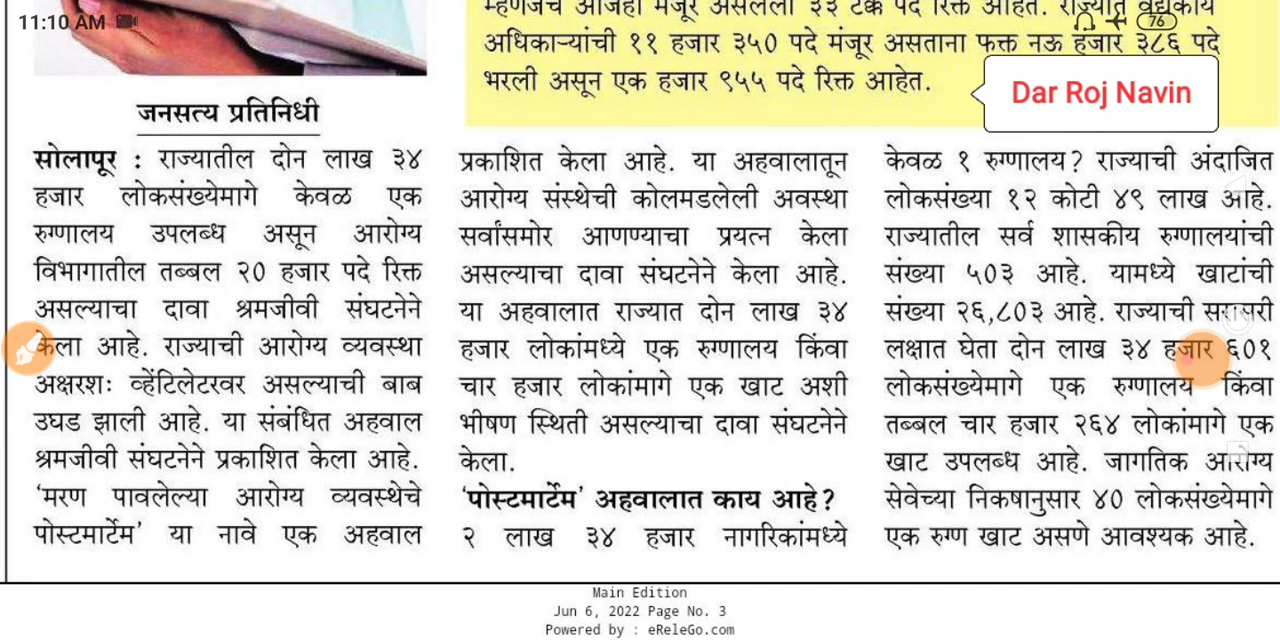 11:10 AM
76
म्हणजेच आजही मंजूर असलेली ३३ टक्के पदे रिक्त आहेत. राज्यात वैद्यकीय
अधिकाऱ्यांची ११ हजार ३५० पदे मंजूर असताना फक्त नऊ हजार ३८६ पदे
भरली असून एक हजार ९५५ पदे रिक्त आहेत.
Dar Roj Navin
जनसत्य प्रतिनिधी
सोलापूर : राज्यातील दोन लाख ३४
हजार लोकसंख्येमागे केवळ एक
रुग्णालय उपलब्ध असून आरोग्य
विभागातील तब्बल २० हजार पदे रिक्त
असल्याचा दावा श्रमजीवी संघटनेने
केला आहे. राज्याची आरोग्य व्यवस्था
अक्षरशः व्हेंटिलेटरवर असल्याची बाब
उघड झाली आहे. या संबंधित अहवाल
श्रमजीवी संघटनेने प्रकाशित केला आहे.
‘मरण पावलेल्या आरोग्य व्यवस्थेचे
पोस्टमार्टेम’ या नावे एक अहवाल
प्रकाशित केला आहे. या अहवालातून
आरोग्य संस्थेची कोलमडलेली अवस्था
सर्वांसमोर आणण्याचा प्रयत्न केला
असल्याचा दावा संघटनेने केला आहे.
या अहवालात राज्यात दोन लाख ३४
हजार लोकांमध्ये एक रुग्णालय किंवा
चार हजार लोकांमागे एक खाट अशी
भीषण स्थिती असल्याचा दावा संघटनेने
केला.
‘पोस्टमार्टेम’ अहवालात काय आहे?
२ लाख ३४ हजार नागरिकांमध्ये
केवळ १ रुग्णालय? राज्याची अंदाजित
लोकसंख्या १२ कोटी ४९ लाख आहे.
राज्यातील सर्व शासकीय रुग्णालयांची
संख्या ५०३ आहे. यामध्ये खाटांची
संख्या २६,८०३ आहे. राज्याची सरासरी
लक्षात घेता दोन लाख ३४ हजार ६०१
लोकसंख्येमागे एक रुग्णालय किंवा
तब्बल चार हजार २६४ लोकांमागे एक
खाट उपलब्ध आहे. जागतिक आरोग्य
सेवेच्या निकषानुसार ४० लोकसंख्येमागे
एक रुग्ण खाट असणे आवश्यक आहे.
Main Edition
Jun 6, 2022 Page No. 3
Powered by : eReleGo.com